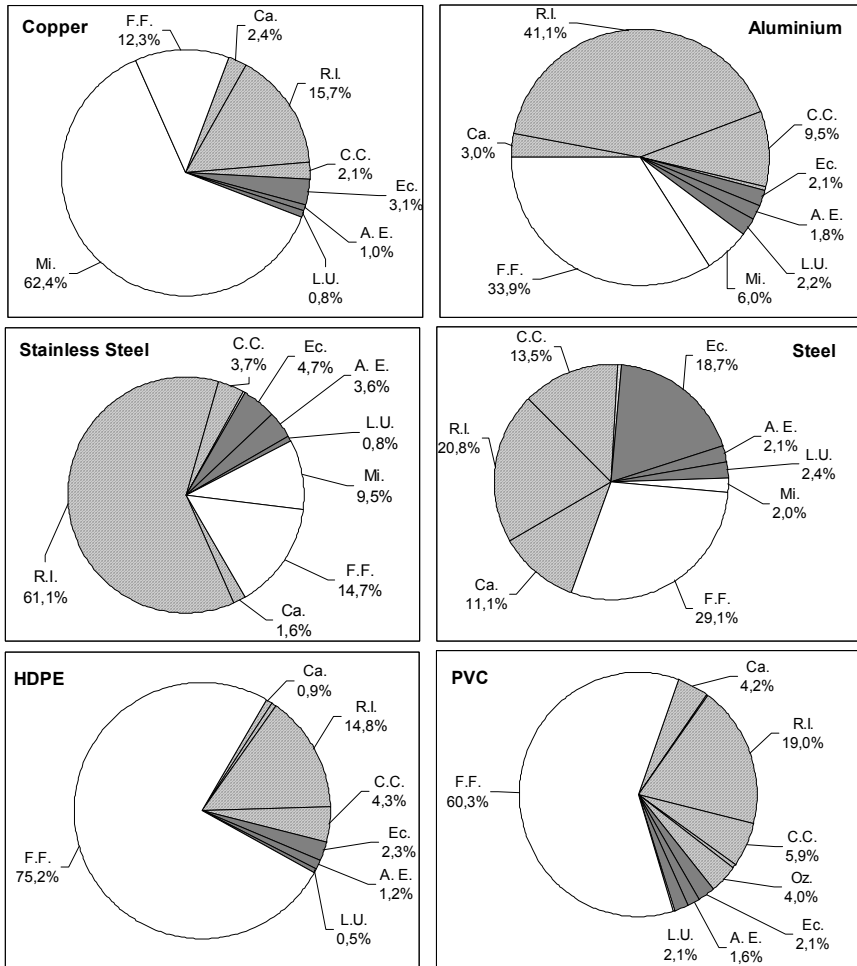 Copper
F.F.
12,3%
Ca.
2,4%
R.I.
15,7%
C.C.
2,1%
Ec.
3,1%
A. E.
1,0%
L.U.
0,8%
Mi.
62,4%
Aluminium
R.I.
41,1%
C.C.
9,5%
Ec.
2,1%
A. E.
1,8%
L.U.
2,2%
Mi.
6,0%
F.F.
33,9%
Ca.
3,0%
Stainless Steel
C.C.
3,7%
Ec.
4,7%
A. E.
3,6%
L.U.
0,8%
Mi.
9,5%
F.F.
14,7%
Ca.
1,6%
R.I.
61,1%
Steel
C.C.
13,5%
Ec.
18,7%
A. E.
2,1%
L.U.
2,4%
Mi.
2,0%
F.F.
29,1%
Ca.
11,1%
R.I.
20,8%
HDPE
Ca.
0,9%
R.I.
14,8%
C.C.
4,3%
Ec.
2,3%
A. E.
1,2%
L.U.
0,5%
F.F.
75,2%
PVC
Ca.
4,2%
R.I.
19,0%
C.C.
5,9%
Oz.
4,0%
Ec.
2,1%
A. E.
1,6%
L.U.
2,1%
F.F.
60,3%